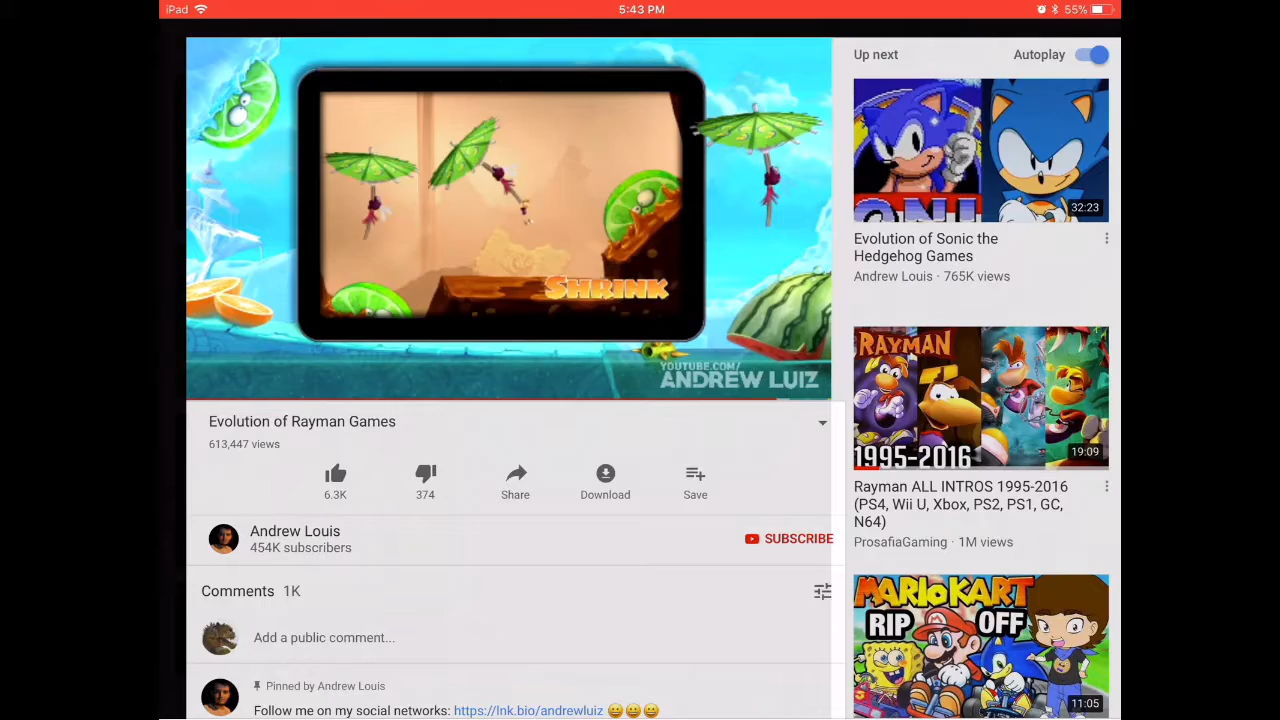 iPad
5:43 PM
55%
Up next
Autoplay
SHRINK
YOUTUBE.COM/
ANDREW LUIZ
32:23
Evolution of Sonic the
Hedgehog Games
Andrew Louis · 765K views
RAYMAN
1995-2016
19:09
Rayman ALL INTROS 1995-2016
(PS4, Wii U, Xbox, PS2, PS1, GC,
N64)
ProsafiaGaming · 1M views
MARIO KART
RIP OFF
11:05
Evolution of Rayman Games
613,447 views
6.3K
374
Share
Download
Save
Andrew Louis
454K subscribers
SUBSCRIBE
Comments 1K
Add a public comment...
Pinned by Andrew Louis
Follow me on my social networks: https://lnk.bio/andrewluiz 😀😀😀